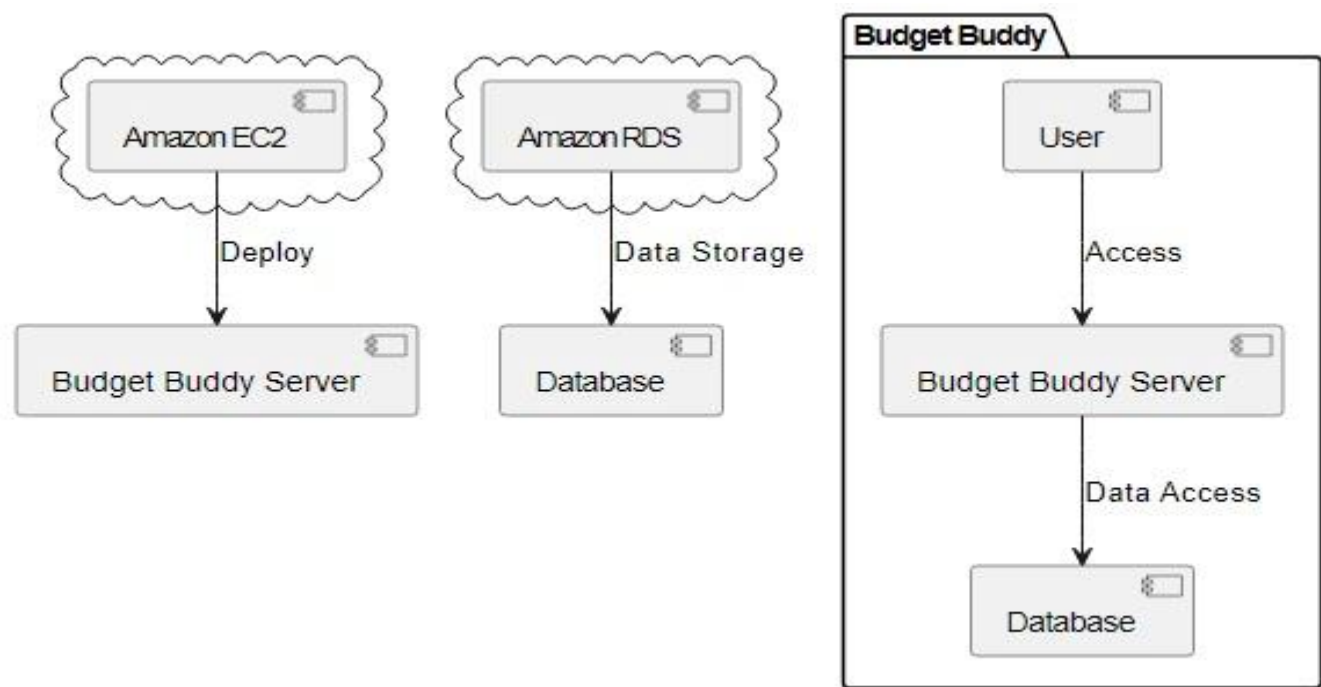 Budget Buddy
Amazon EC2
Amazon RDS
User
Deploy
Data Storage
Access
Budget Buddy Server
Database
Budget Buddy Server
Data Access
Database